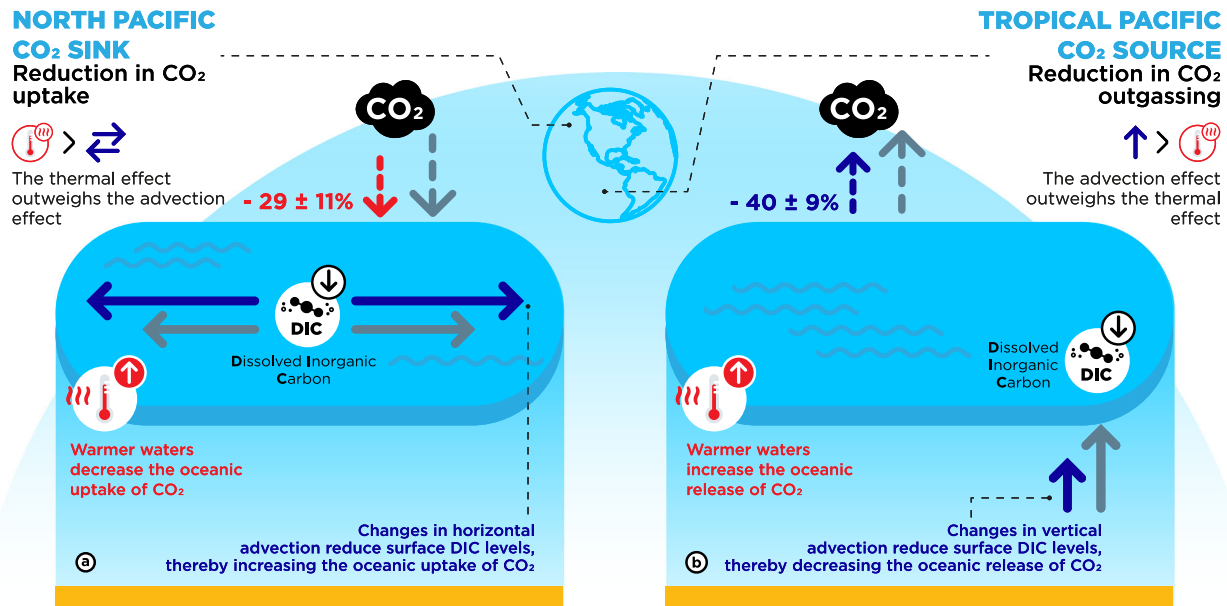 NORTH PACIFIC
CO₂ SINK
Reduction in CO₂
uptake
>
The thermal effect
outweighs the advection
effect
CO₂
- 29 ± 11%
DIC
Dissolved Inorganic
Carbon
Warmer waters
decrease the oceanic
uptake of CO₂
Changes in horizontal
advection reduce surface DIC levels,
thereby increasing the oceanic uptake of CO₂
a
TROPICAL PACIFIC
CO₂ SOURCE
Reduction in CO₂
outgassing
>
The advection effect
outweighs the thermal
effect
CO₂
- 40 ± 9%
Dissolved
Inorganic
Carbon
DIC
Warmer waters
increase the oceanic
release of CO₂
Changes in vertical
advection reduce surface DIC levels,
thereby decreasing the oceanic release of CO₂
b